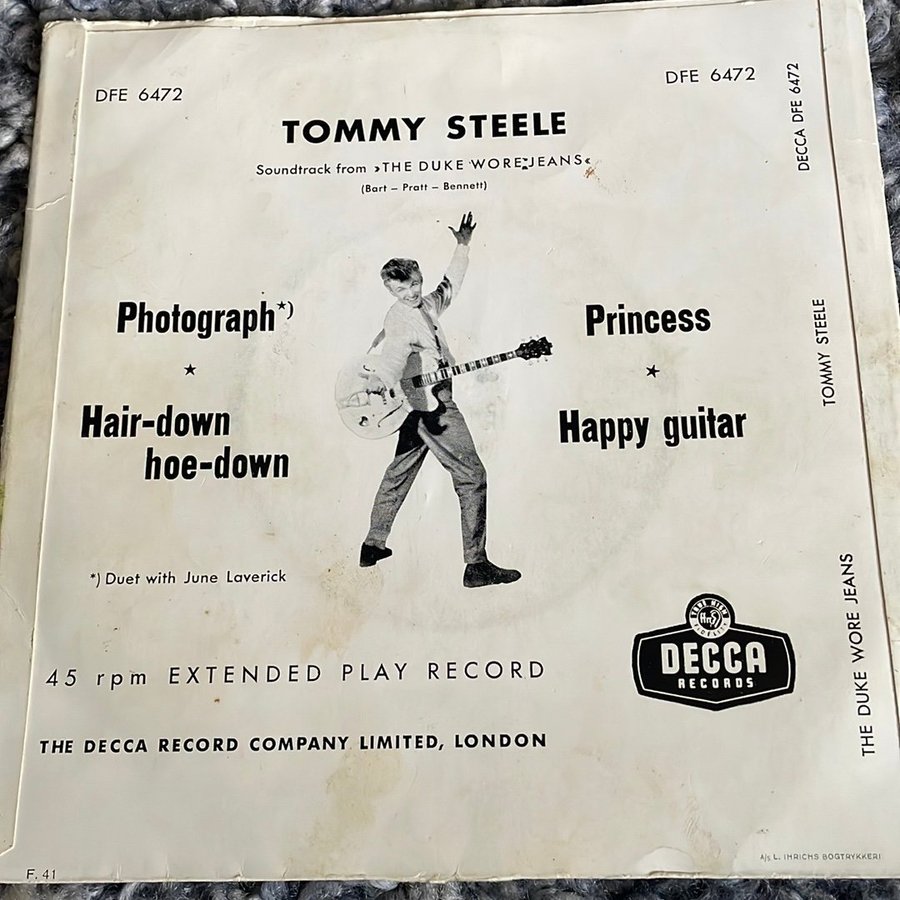 DFE 6472
DFE 6472
TOMMY STEELE
Soundtrack from »THE DUKE WORE JEANS«
(Bart – Pratt – Bennett)
Photograph*)
★
Hair-down
hoe-down
Princess
★
Happy guitar
*) Duet with June Laverick
45 rpm EXTENDED PLAY RECORD
THE DECCA RECORD COMPANY LIMITED, LONDON
DECCA
RECORDS
DECCA DFE 6472
TOMMY STEELE
THE DUKE WORE JEANS
F. 41
A/S L. IHRICHS BOGTRYKKERI